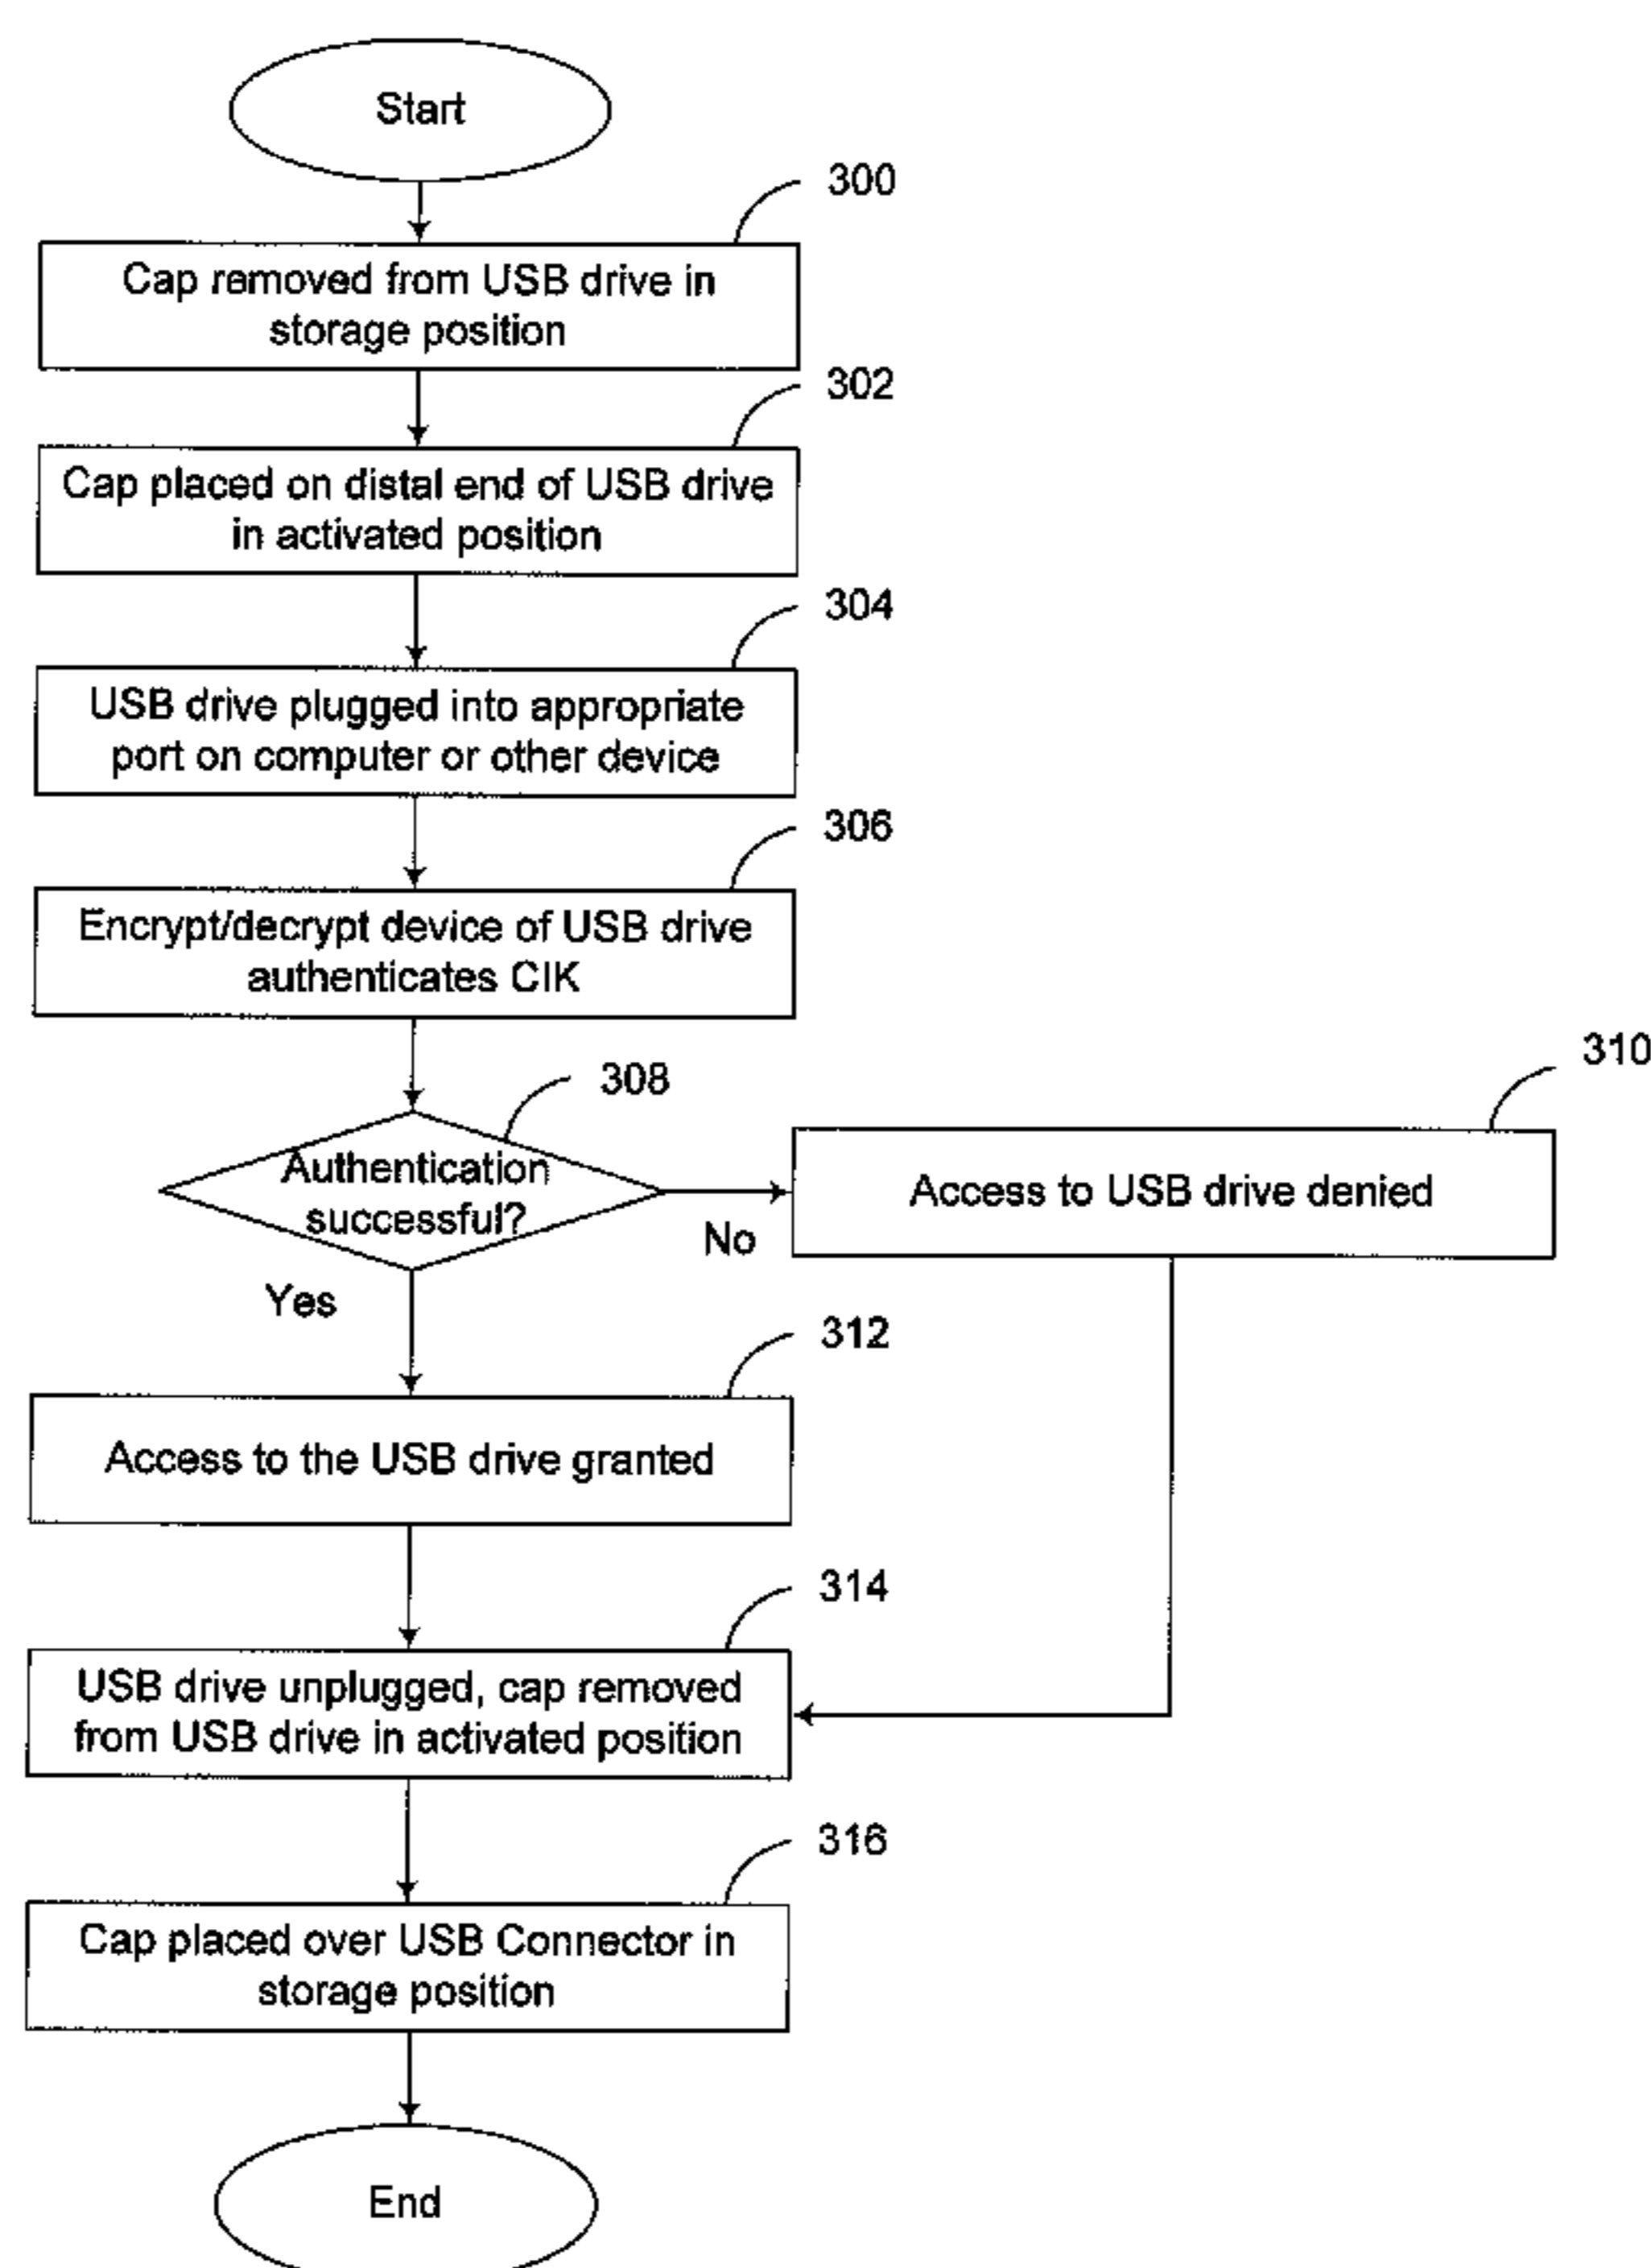 Start
300
Cap removed from USB drive in
storage position
302
Cap placed on distal end of USB drive
in activated position
304
USB drive plugged into appropriate
port on computer or other device
306
Encrypt/decrypt device of USB drive
authenticates CIK
308
Authentication
successful?
310
Access to USB drive denied
No
Yes
312
Access to the USB drive granted
314
USB drive unplugged, cap removed
from USB drive in activated position
316
Cap placed over USB Connector in
storage position
End